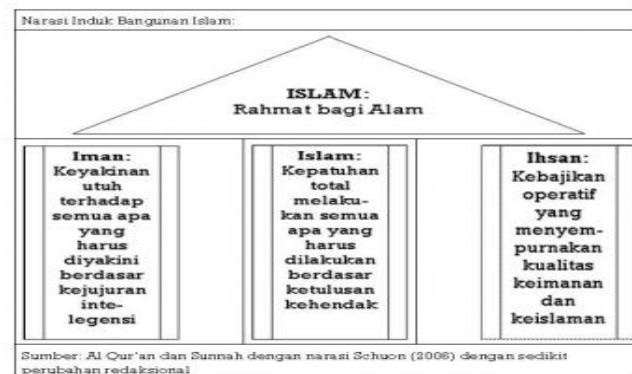 Narasi Induk Bangunan Islam:
ISLAM:
Rahmat bagi Alam
Iman:
Keyakinan
utuh
terhadap
semua apa
yang
harus
diyakini
berdasar
kejujuran
inte-
legensi
Islam:
Kepatuhan
total
melaku-
kan semua
apa yang
harus
dilakukan
berdasar
ketulusan
kehendak
Ihsan:
Kebajikan
operatif
yang
menyem-
purnakan
kualitas
keimanan
dan
keislaman
Sumber: Al Qur'an dan Sunnah dengan narasi Schuon (2006) dengan sedikit
perubahan redaksional